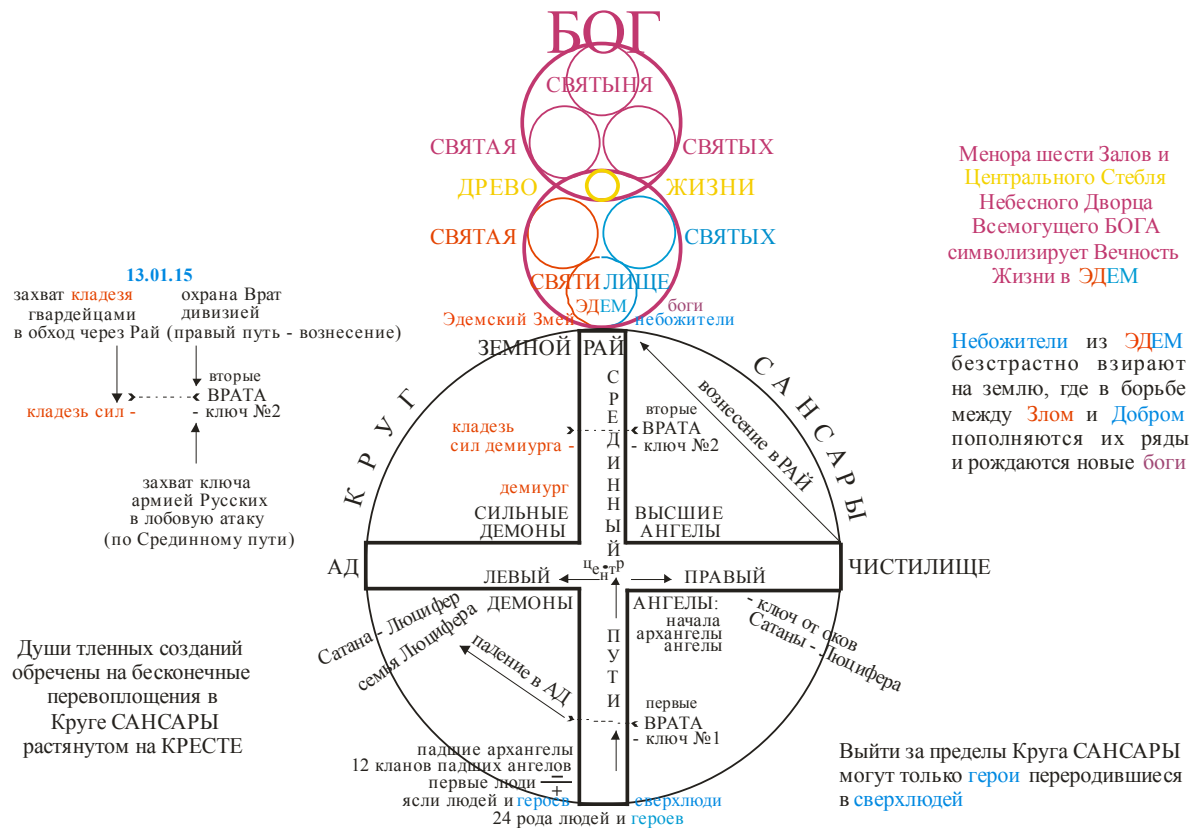 БОГ
СВЯТЫНЯ
СВЯТАЯ СВЯТЫХ
ДРЕВО ЖИЗНИ
СВЯТАЯ СВЯТЫХ
СВЯТИЛИЩЕ
ЭДЕМ
боги
Эдемский Змей небожители
Менора шести Залов и
Центрального Стебля
Небесного Дворца
Всемогущего БОГА
символизирует Вечность
Жизни в ЭДЕМ
Небожители из ЭДЕМ
безстрастно взирают
на землю, где в борьбе
между Злом и Добром
пополняются их ряды
и рождаются новые боги
13.01.15
захват кладезя
гвардейцами
в обход через Рай
охрана Врат
дивизией
(правый путь - вознесение)
вторые
кладезь сил - ВРАТА
- ключ №2
захват ключа
армией Русских
в лобовую атаку
(по Срединному пути)
ЗЕМНОЙ РАЙ
КРУГ САНСАРЫ
СРЕДИННЫЙ
вознесение в РАЙ
вторые
кладезь ВРАТА
сил демиурга - - ключ №2
демиург
СИЛЬНЫЕ ВЫСШИЕ
ДЕМОНЫ АНГЕЛЫ
центр
АД ЛЕВЫЙ ПРАВЫЙ ЧИСТИЛИЩЕ
ДЕМОНЫ АНГЕЛЫ:
начала
архангелы
ангелы
- ключ от оков
Сатаны - Люцифера
Сатана - Люцифер
семья Люцифера
падение в АД
ПУТИ
первые
ВРАТА
- ключ №1
падшие архангелы
12 кланов падших ангелов
первые люди − +
ясли людей и героев сверхлюди
24 рода людей и героев
Души тленных созданий
обречены на бесконечные
перевоплощения в
Круге САНСАРЫ
растянутом на КРЕСТЕ
Выйти за пределы Круга САНСАРЫ
могут только герои переродившиеся
в сверхлюдей